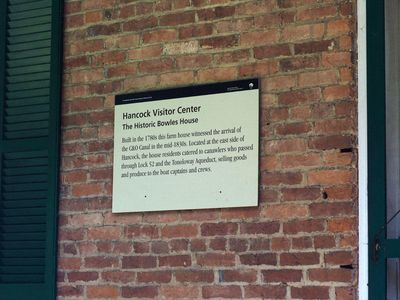 Hancock Visitor Center
The Historic Bowles House
Built in the 1780s this farm house witnessed the arrival of
the C&O Canal in the mid-1830s. Located at the east side of
Hancock, the house residents catered to canawlers who passed
through Lock 52 and the Tonoloway Aqueduct, selling goods
and produce to the boat captains and crews.